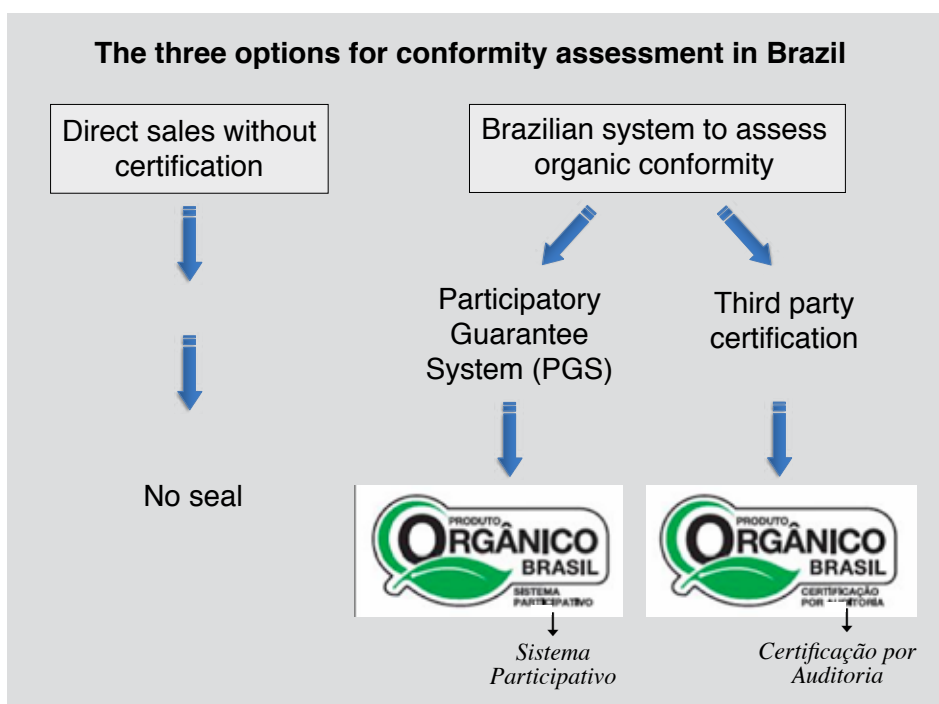 The three options for conformity assessment in Brazil
Direct sales without
certification
Brazilian system to assess
organic conformity
Participatory
Guarantee
System (PGS)
Third party
certification
No seal
PRODUTO
ORGÂNICO
BRASIL
SISTEMA
PARTICIPATIVO
PRODUTO
ORGÂNICO
BRASIL
CERTIFICAÇÃO
POR AUDITORIA
Sistema
Participativo
Certificação por
Auditoria